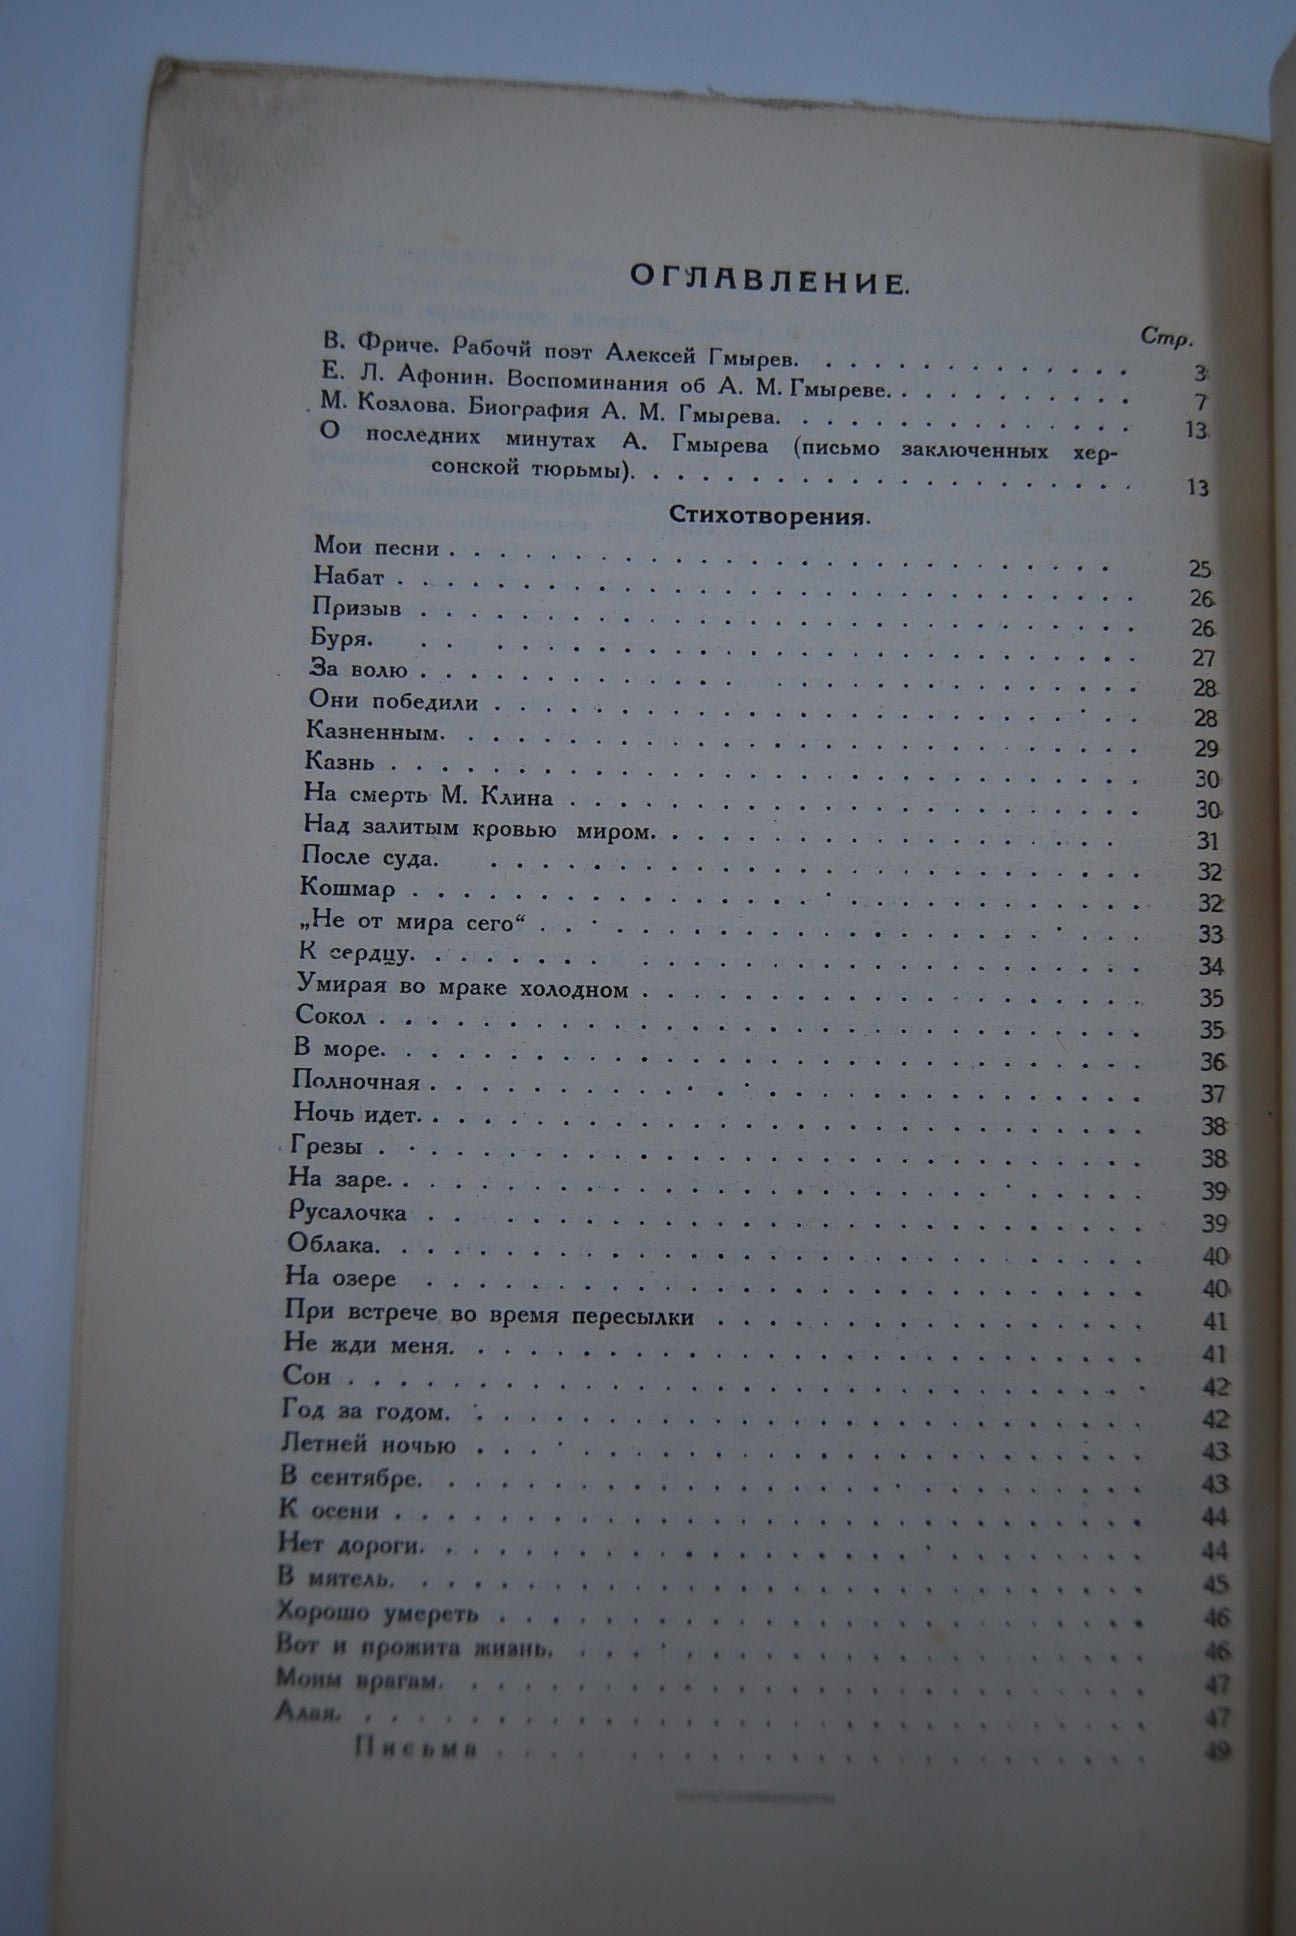 ОГЛАВЛЕНИЕ.
Стр.
В. Фриче. Рабочй поэт Алексей Гмырев. . . . . . . . . . . . . . 3
Е. Л. Афонин. Воспоминания об А. М. Гмыреве. . . . . . . . . . . 7
М. Козлова. Биография А. М. Гмырева. . . . . . . . . . . . . . . 13
О последних минутах А. Гмырева (письмо заключенных хер-
сонской тюрьмы). . . . . . . . . . . . . . . . . . . . 13
Стихотворения.
Мои песни . . . . . . . . . . . . . . . . . . . . 25
Набат . . . . . . . . . . . . . . . . . . . . 26
Призыв . . . . . . . . . . . . . . . . . . . . 26
Буря. . . . . . . . . . . . . . . . . . . . . 27
За волю . . . . . . . . . . . . . . . . . . . . 28
Они победили . . . . . . . . . . . . . . . . . . . . 28
Казненным. . . . . . . . . . . . . . . . . . . . . 29
Казнь . . . . . . . . . . . . . . . . . . . . 30
На смерть М. Клина . . . . . . . . . . . . . . . . . . . . 30
Над залитым кровью миром. . . . . . . . . . . . . . . . . . 31
После суда. . . . . . . . . . . . . . . . . . . . . 32
Кошмар . . . . . . . . . . . . . . . . . . . . 32
„Не от мира сего“ . . . . . . . . . . . . . . . . . . . . 33
К сердцу. . . . . . . . . . . . . . . . . . . . . 34
Умирая во мраке холодном . . . . . . . . . . . . . . . . . . . . 35
Сокол . . . . . . . . . . . . . . . . . . . . 35
В море. . . . . . . . . . . . . . . . . . . . . 36
Полночная . . . . . . . . . . . . . . . . . . . . 37
Ночь идет. . . . . . . . . . . . . . . . . . . . . 38
Грезы . . . . . . . . . . . . . . . . . . . . 38
На заре. . . . . . . . . . . . . . . . . . . . . 39
Русалочка . . . . . . . . . . . . . . . . . . . . 39
Облака. . . . . . . . . . . . . . . . . . . . . 40
На озере . . . . . . . . . . . . . . . . . . . . 40
При встрече во время пересылки . . . . . . . . . . . . . . . . . 41
Не жди меня. . . . . . . . . . . . . . . . . . . . . 41
Сон . . . . . . . . . . . . . . . . . . . . 42
Год за годом. . . . . . . . . . . . . . . . . . . . . 42
Летней ночью . . . . . . . . . . . . . . . . . . . . 43
В сентябре. . . . . . . . . . . . . . . . . . . . . 43
К осени . . . . . . . . . . . . . . . . . . . . 44
Нет дороги. . . . . . . . . . . . . . . . . . . . . 44
В мятель. . . . . . . . . . . . . . . . . . . . . 45
Хорошо умереть . . . . . . . . . . . . . . . . . . . . 46
Вот и прожита жизнь. . . . . . . . . . . . . . . . . . . . . 46
Моим врагам. . . . . . . . . . . . . . . . . . . . . 47
Алая. . . . . . . . . . . . . . . . . . . . . 47
Письма . . . . . . . . . . . . . . . . . . . . 49